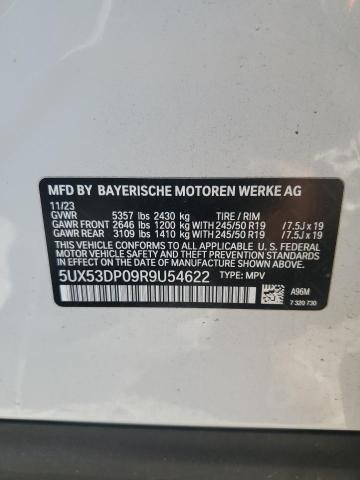 MFD BY BAYERISCHE MOTOREN WERKE AG
11/23
GVWR 5357 lbs 2430 kg TIRE / RIM
GAWR FRONT 2646 lbs 1200 kg WITH 245/50 R19 /7.5J x 19
GAWR REAR 3109 lbs 1410 kg WITH 245/50 R19 /7.5J x 19
THIS VEHICLE CONFORMS TO ALL APPLICABLE FEDERAL MOTOR
VEHICLE SAFETY, BUMPER, AND THEFT PREVENTION STANDARDS
IN EFFECT ON THE DATE OF MANUFACTURE SHOWN ABOVE.
5UX53DP09R9U54622 TYPE: MPV
A96M
7 320 730